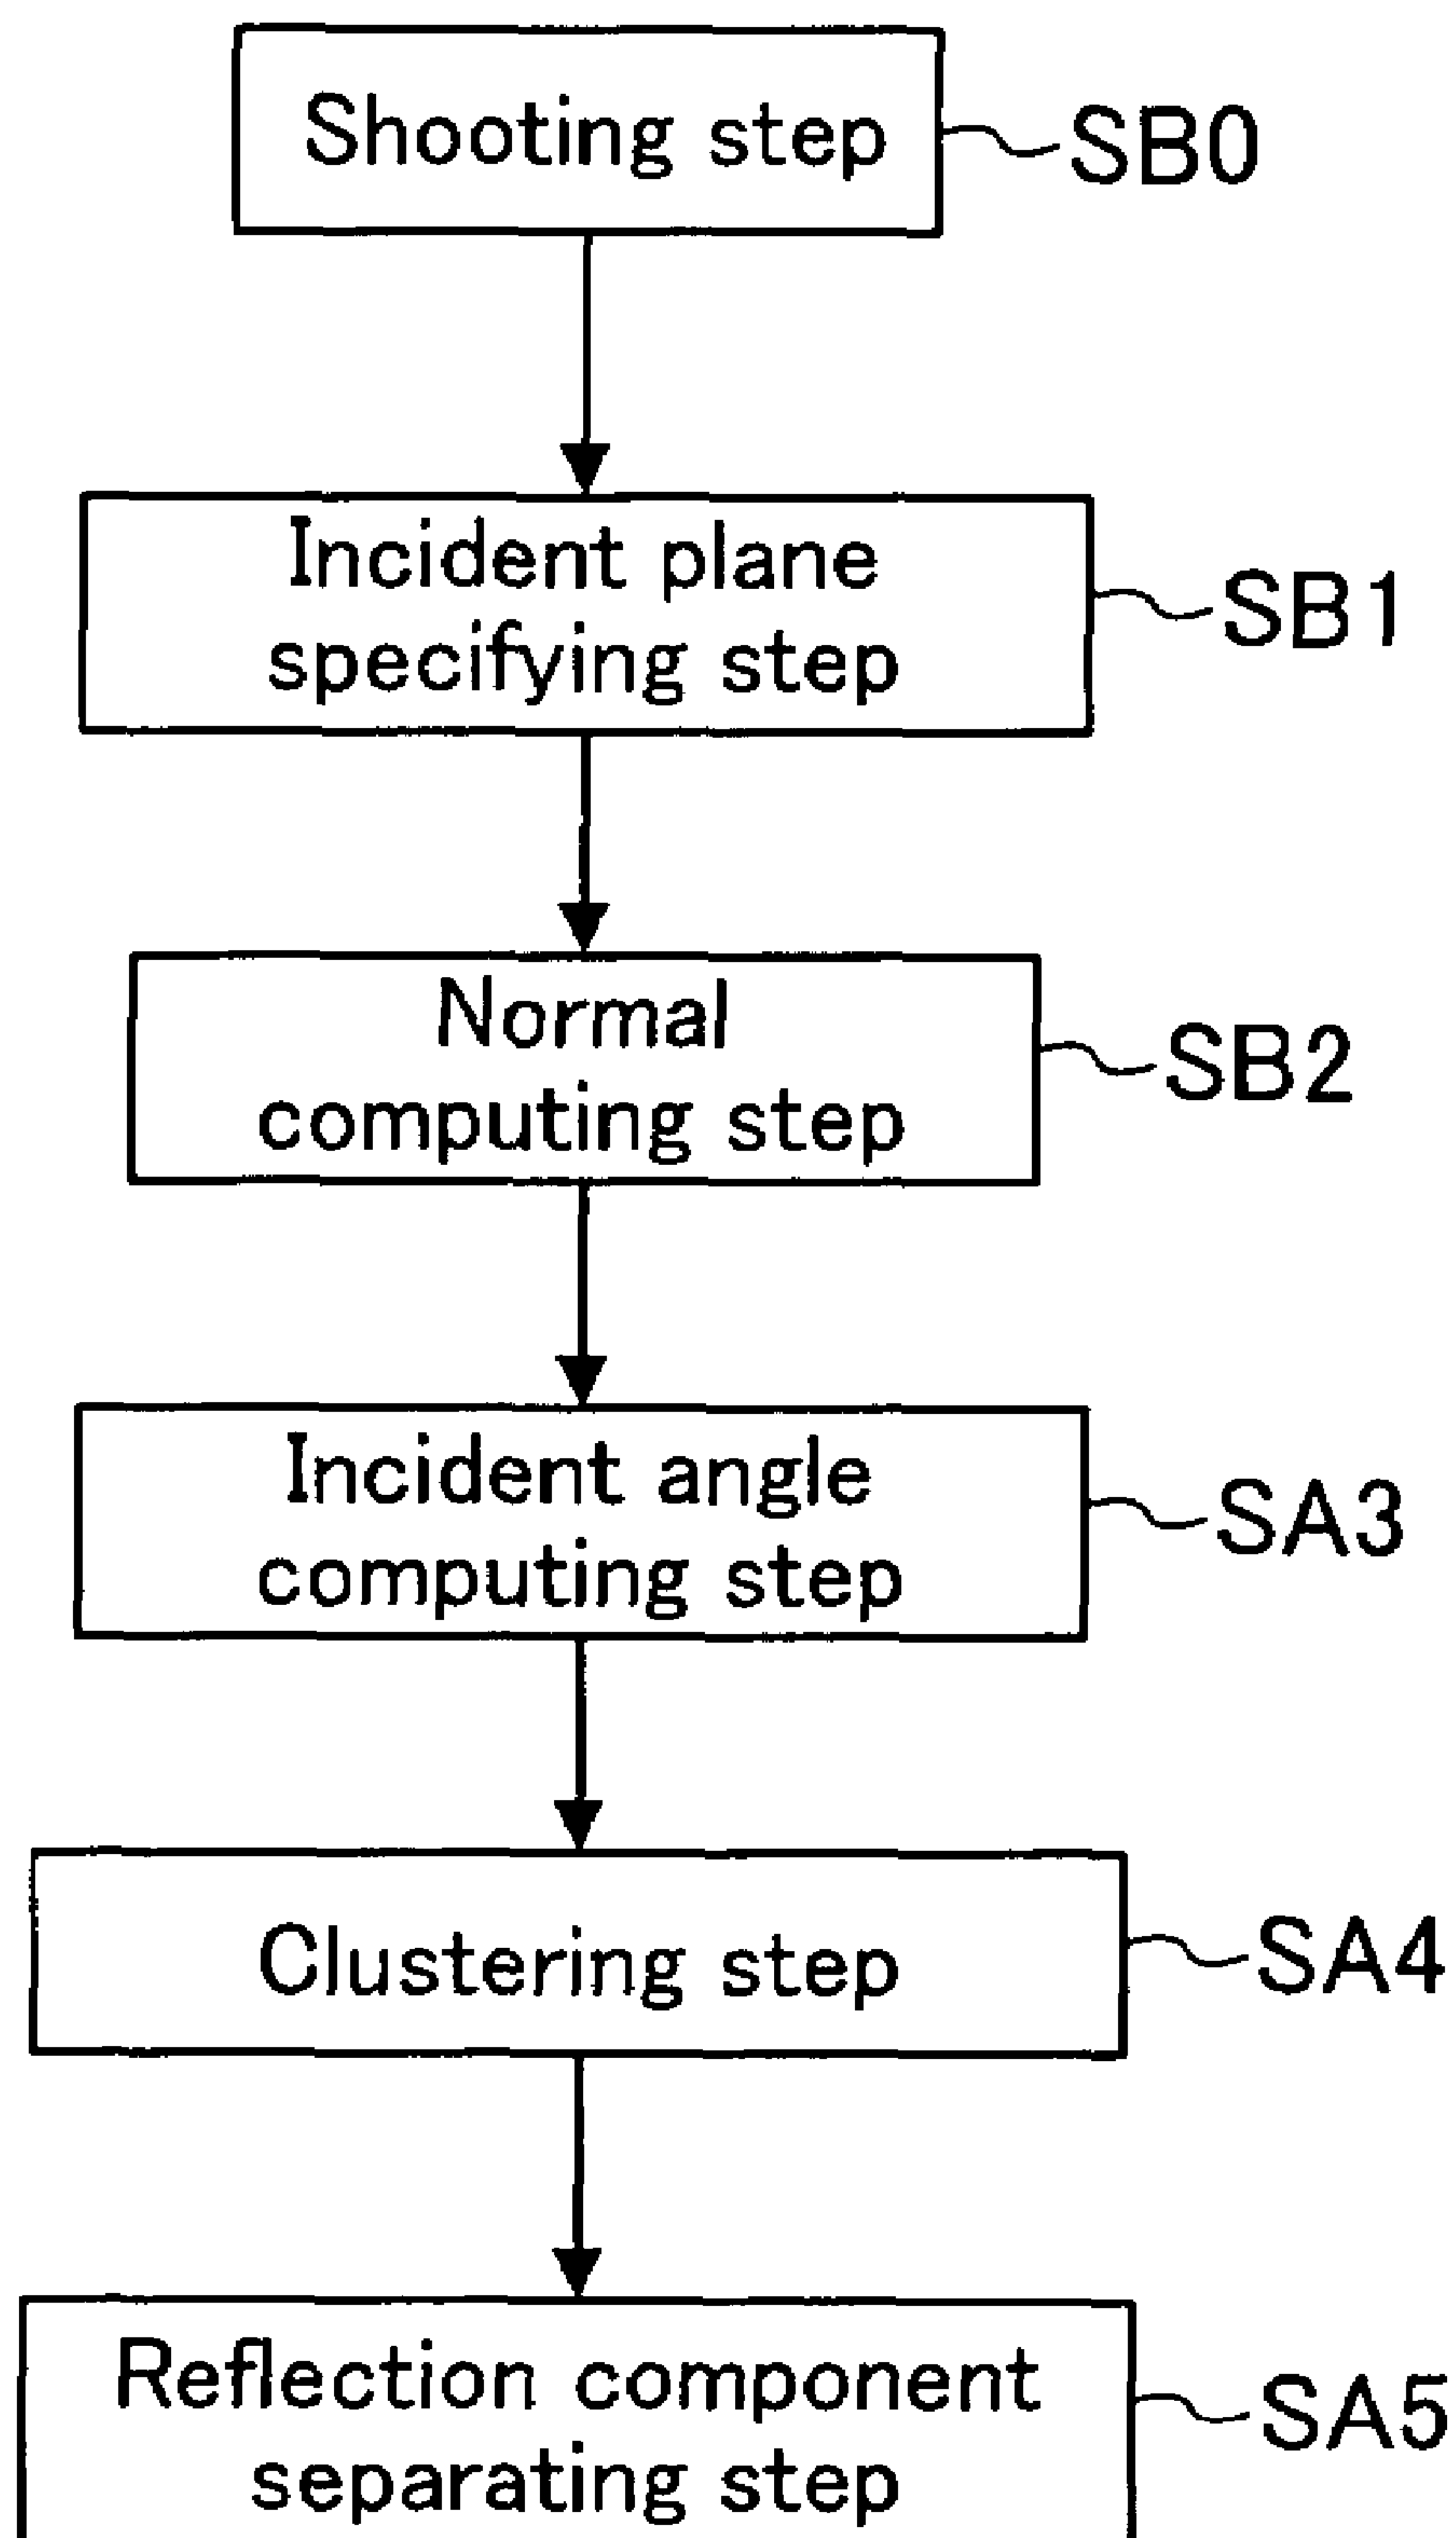 Shooting step
SB0
Incident plane
specifying step
SB1
Normal
computing step
SB2
Incident angle
computing step
SA3
Clustering step
SA4
Reflection component
separating step
SA5